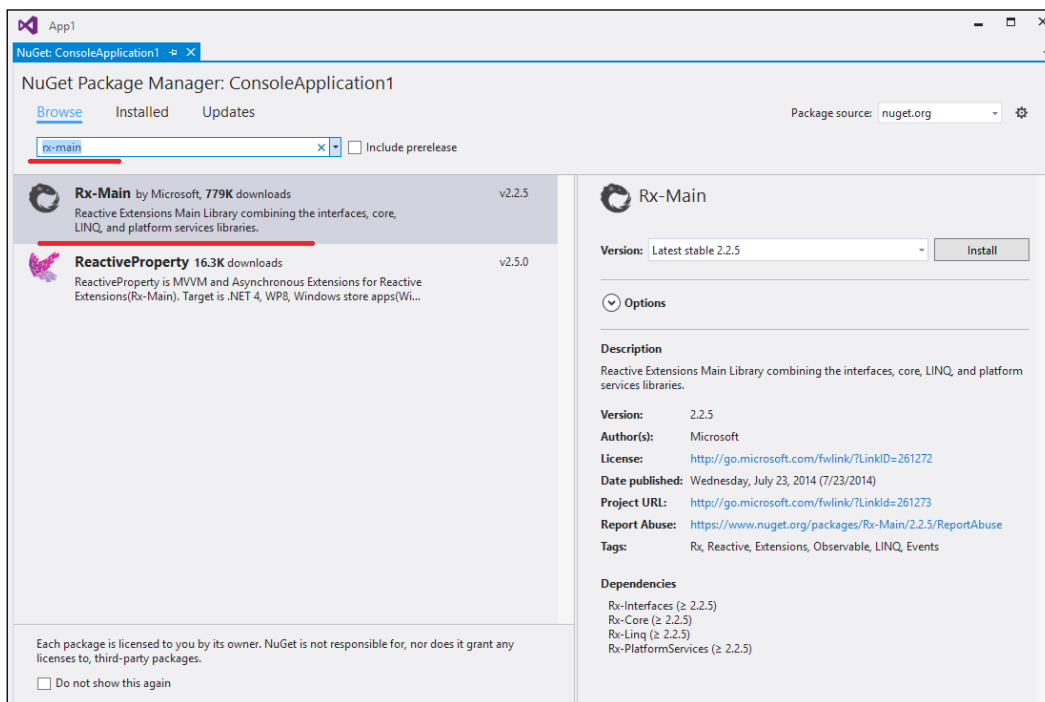 App1
NuGet: ConsoleApplication1
NuGet Package Manager: ConsoleApplication1
Browse Installed Updates
Package source: nuget.org
rx-main
Include prerelease
Rx-Main by Microsoft, 779K downloads v2.2.5
Reactive Extensions Main Library combining the interfaces, core,
LINQ, and platform services libraries.
ReactiveProperty 16.3K downloads v2.5.0
ReactiveProperty is MVVM and Asynchronous Extensions for Reactive
Extensions(Rx-Main). Target is .NET 4, WP8, Windows store apps(Wi...
Each package is licensed to you by its owner. NuGet is not responsible for, nor does it grant any
licenses to, third-party packages.
Do not show this again
Rx-Main
Version: Latest stable 2.2.5 Install
Options
Description
Reactive Extensions Main Library combining the interfaces, core, LINQ, and platform
services libraries.
Version: 2.2.5
Author(s): Microsoft
License: http://go.microsoft.com/fwlink/?LinkID=261272
Date published: Wednesday, July 23, 2014 (7/23/2014)
Project URL: http://go.microsoft.com/fwlink/?LinkId=261273
Report Abuse: https://www.nuget.org/packages/Rx-Main/2.2.5/ReportAbuse
Tags: Rx, Reactive, Extensions, Observable, LINQ, Events
Dependencies
Rx-Interfaces (≥ 2.2.5)
Rx-Core (≥ 2.2.5)
Rx-Linq (≥ 2.2.5)
Rx-PlatformServices (≥ 2.2.5)